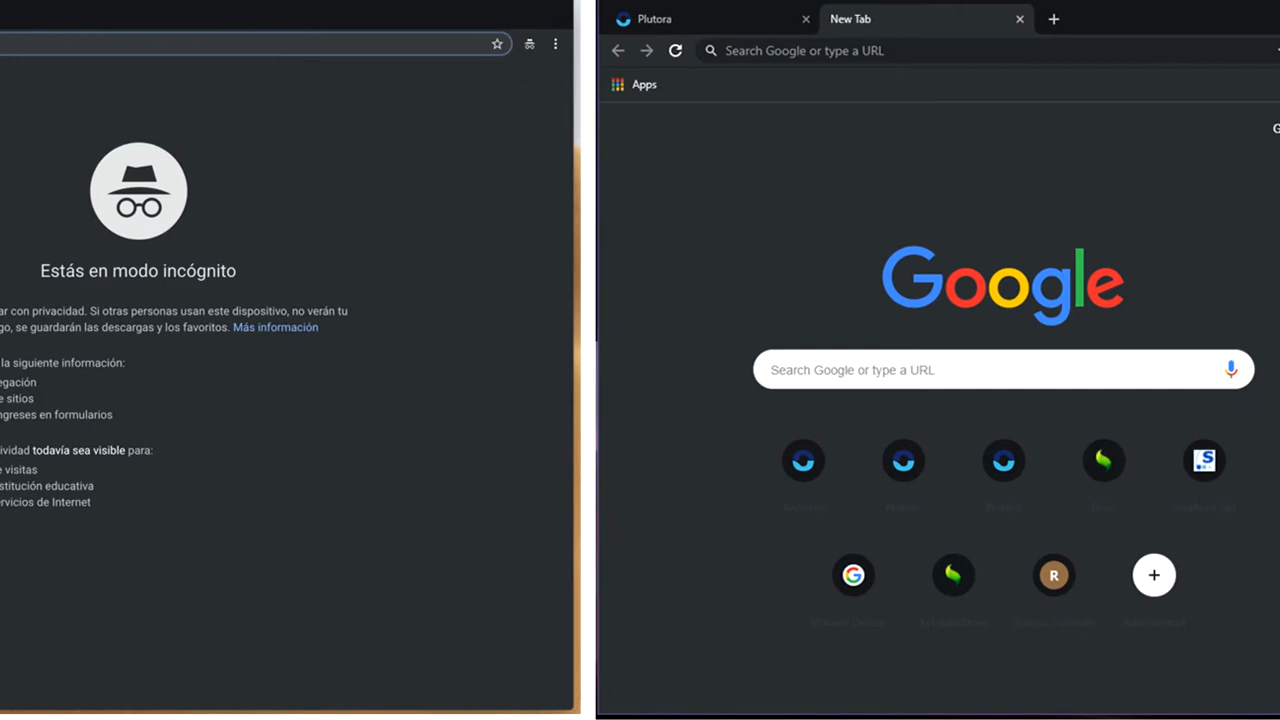 Estás en modo incógnito
ar con privacidad. Si otras personas usan este dispositivo, no verán tu
go, se guardarán las descargas y los favoritos. Más información
la siguiente información:
egación
e sitios
ngreses en formularios
ividad todavía sea visible para:
e visitas
stitución educativa
ervicios de Internet
Plutora
New Tab
Search Google or type a URL
Apps
G
Google
Search Google or type a URL
S
G
R